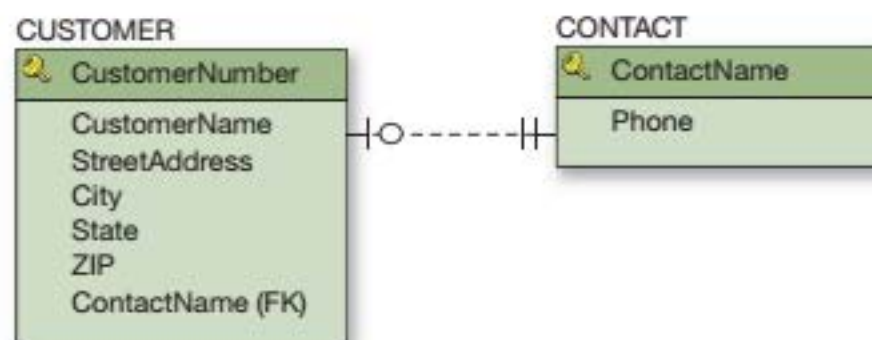 CUSTOMER
CustomerNumber
CustomerName
StreetAddress
City
State
ZIP
ContactName (FK)
CONTACT
ContactName
Phone